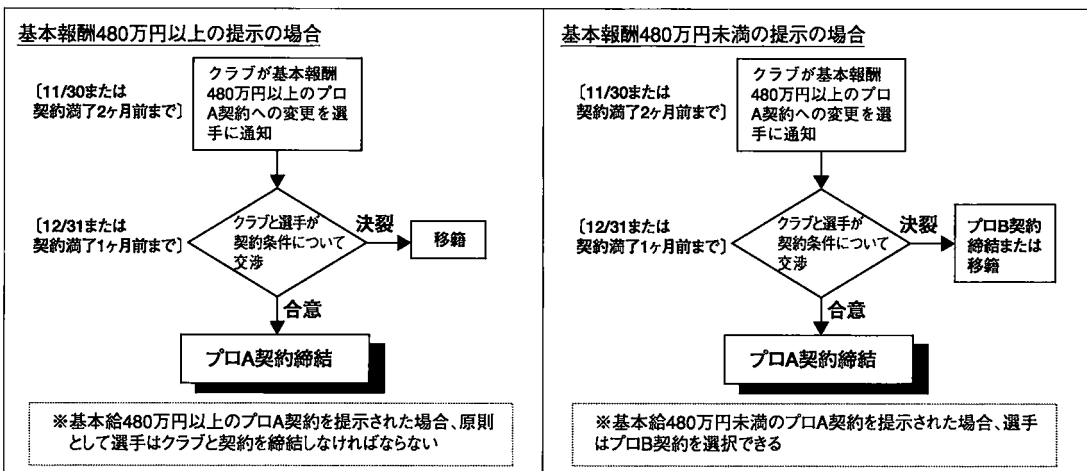 基本報酬480万円以上の提示の場合
〔11/30または
契約満了2ヶ月前まで〕
クラブが基本報酬
480万円以上のプロ
A契約への変更を選
手に通知
〔12/31または
契約満了1ヶ月前まで〕
クラブと選手が
契約条件について
交渉
決裂
移籍
合意
プロA契約締結
※基本給480万円以上のプロA契約を提示された場合、原則
として選手はクラブと契約を締結しなければならない
基本報酬480万円未満の提示の場合
〔11/30または
契約満了2ヶ月前まで〕
クラブが基本報酬
480万円以上のプロ
A契約への変更を選
手に通知
〔12/31または
契約満了1ヶ月前まで〕
クラブと選手が
契約条件について
交渉
決裂
プロB契約
締結または
移籍
合意
プロA契約締結
※基本給480万円未満のプロA契約を提示された場合、選手
はプロB契約を選択できる